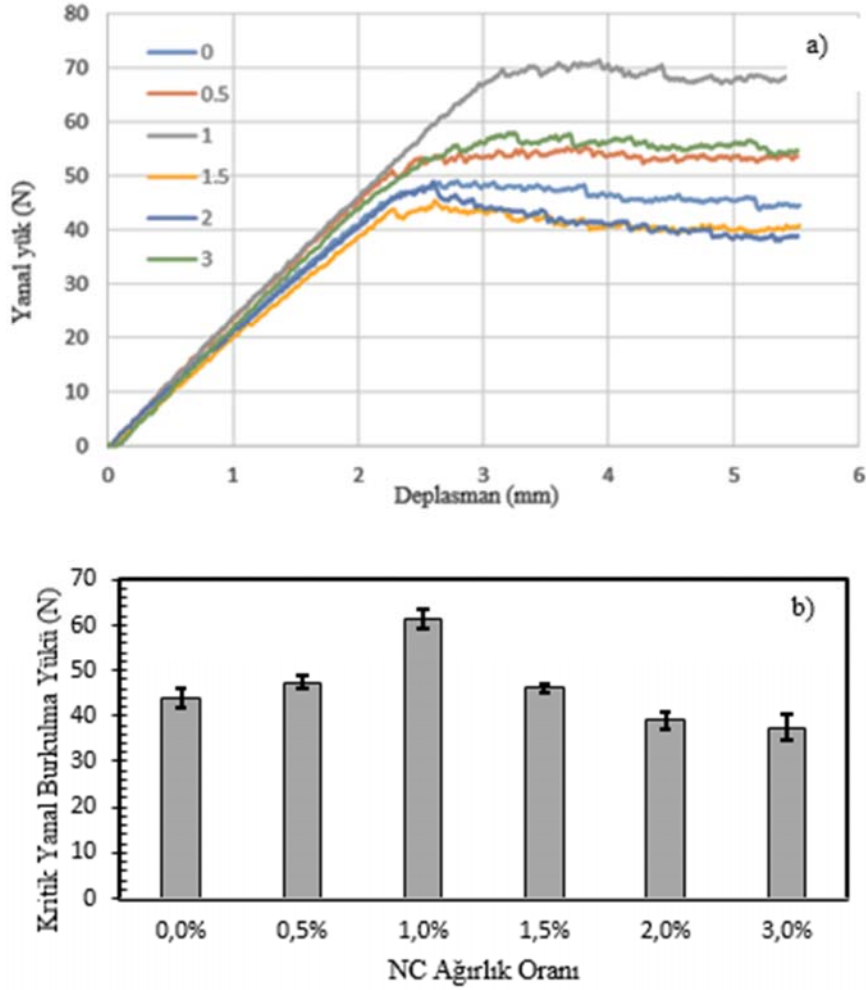 80
70
60
50
40
30
20
10
0
0
0.5
1
1.5
2
3
a)
Yanal yük (N)
0 1 2 3 4 5 6
Deplasman (mm)
70
60
50
40
30
20
10
0
b)
Kritik Yanal Burkulma Yükü (N)
0,0% 0,5% 1,0% 1,5% 2,0% 3,0%
NC Ağırlık Oranı